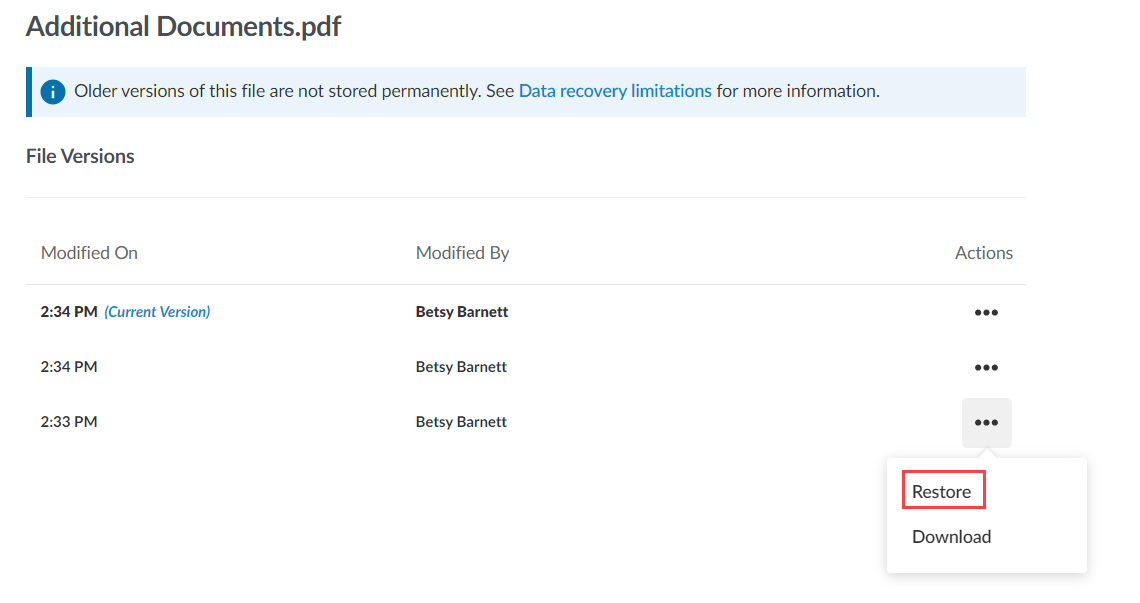 Additional Documents.pdf
Older versions of this file are not stored permanently. See Data recovery limitations for more information.
File Versions
Modified On Modified By Actions
2:34 PM (Current Version) Betsy Barnett
2:34 PM Betsy Barnett
2:33 PM Betsy Barnett
Restore
Download